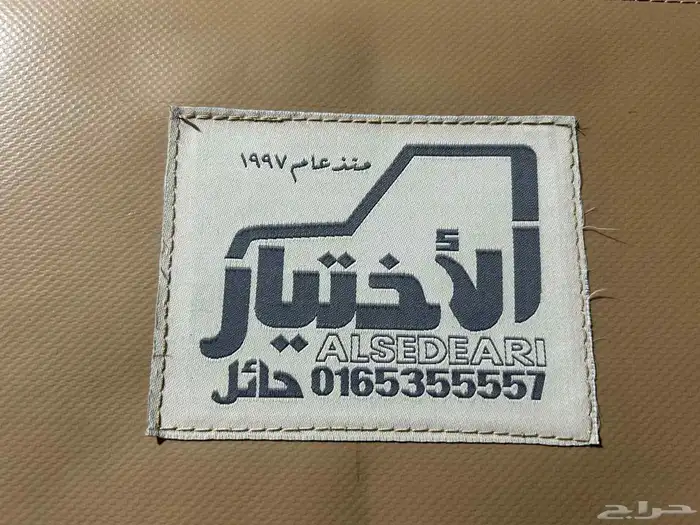 منذ عام ١٩٩٧
الأختيار
ALSEDEARI
حائل 0165355557
حراج